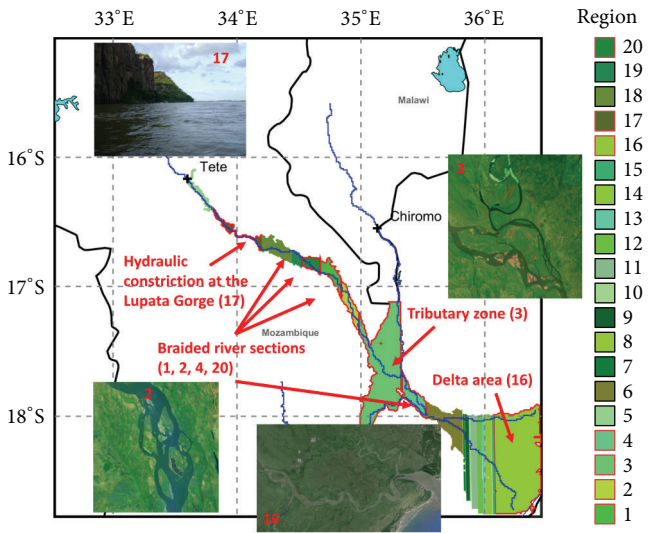 33°E 34°E 35°E 36°E
Region
17
Malawi
16°S
Tete
3
Chiromo
Hydraulic
constriction at the
Lupata Gorge (17)
17°S
Mozambique
Tributary zone (3)
Braided river sections
(1, 2, 4, 20)
Delta area (16)
2
18°S
16
20
19
18
17
16
15
14
13
12
11
10
9
8
7
6
5
4
3
2
1